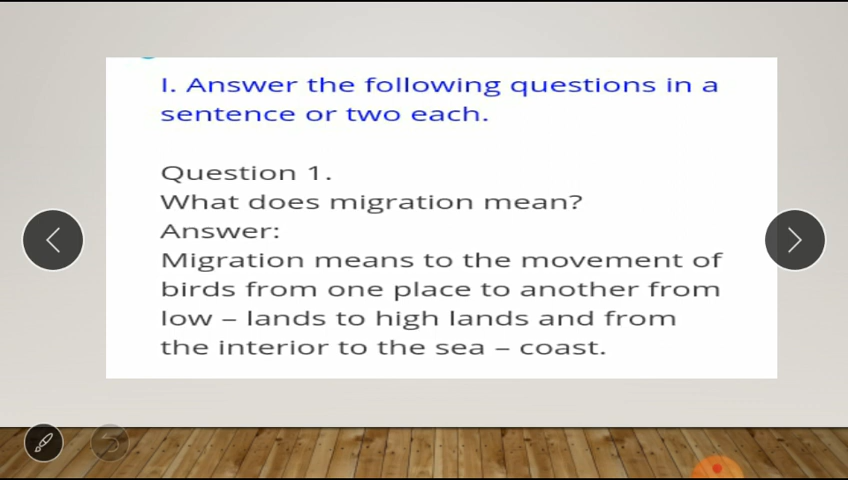 I. Answer the following questions in a
sentence or two each.
Question 1.
What does migration mean?
Answer:
Migration means to the movement of
birds from one place to another from
low – lands to high lands and from
the interior to the sea – coast.